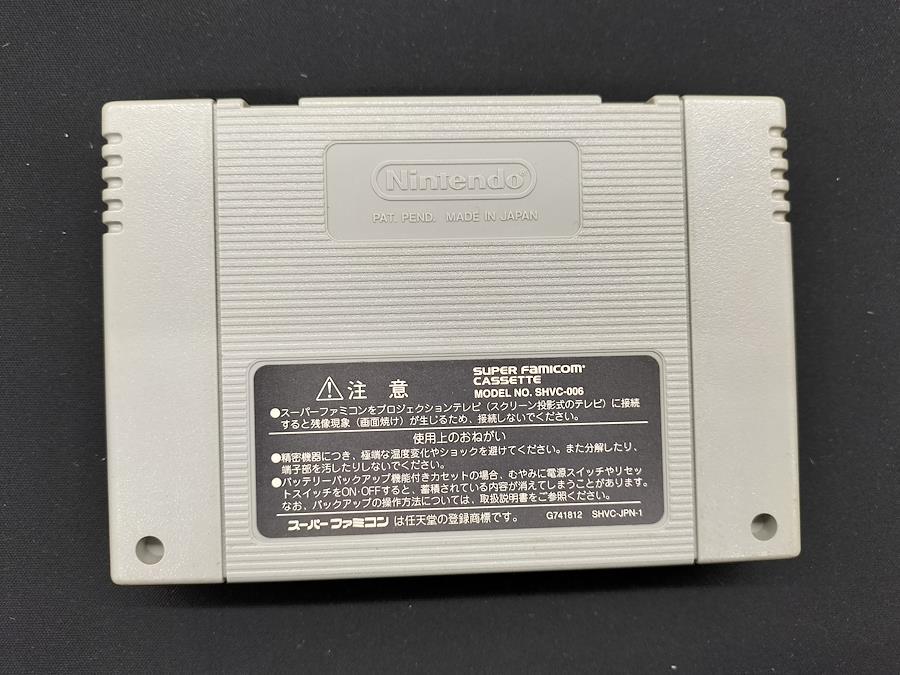 Nintendo
PAT. PEND. MADE IN JAPAN
SUPER Famicom
CASSETTE
⚠注 意 MODEL NO. SHVC-006
●スーパーファミコンをプロジェクションテレビ(スクリーン投影式のテレビ)に接続
すると残像現象(画面焼け)が生じるため、接続しないでください。
使用上のおねがい
●精密機器につき、極端な温度変化やショックを避けてください。また分解したり、
端子部を汚したりしないでください。
●バッテリーバックアップ機能付きカセットの場合、むやみに電源スイッチやリセッ
トスイッチをON・OFFすると、蓄積されている内容が消えてしまうことがあります。
なお、バックアップの操作方法については、取扱説明書をご参照ください。
スーパーファミコン は任天堂の登録商標です。 G741812 SHVC-JPN-1